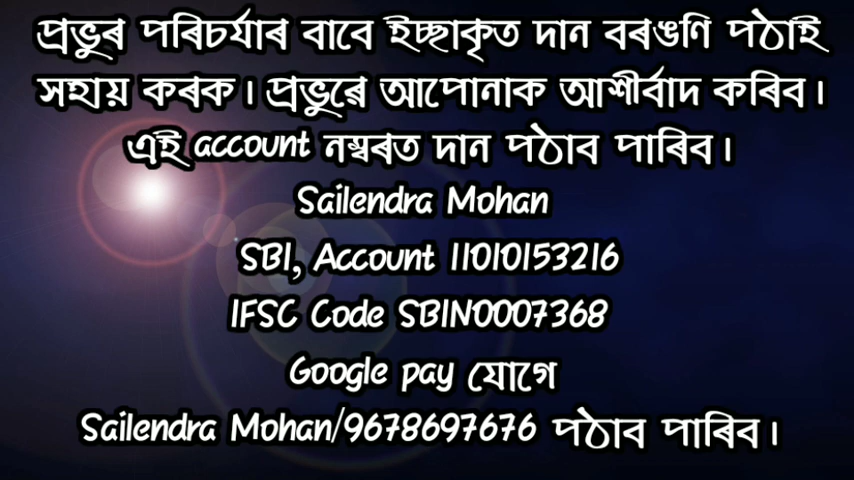 প্ৰভুৰ পৰিচৰ্যাৰ বাবে ইচ্ছাকৃত দান বৰঙণি পঠাই
সহায় কৰক। প্ৰভুৱে আপোনাক আশীৰ্বাদ কৰিব।
এই account নম্বৰত দান পঠাব পাৰিব।
Sailendra Mohan
SBI, Account 11010153216
IFSC Code SBIN0007368
Google pay যোগে
Sailendra Mohan/9678697676 পঠাব পাৰিব।